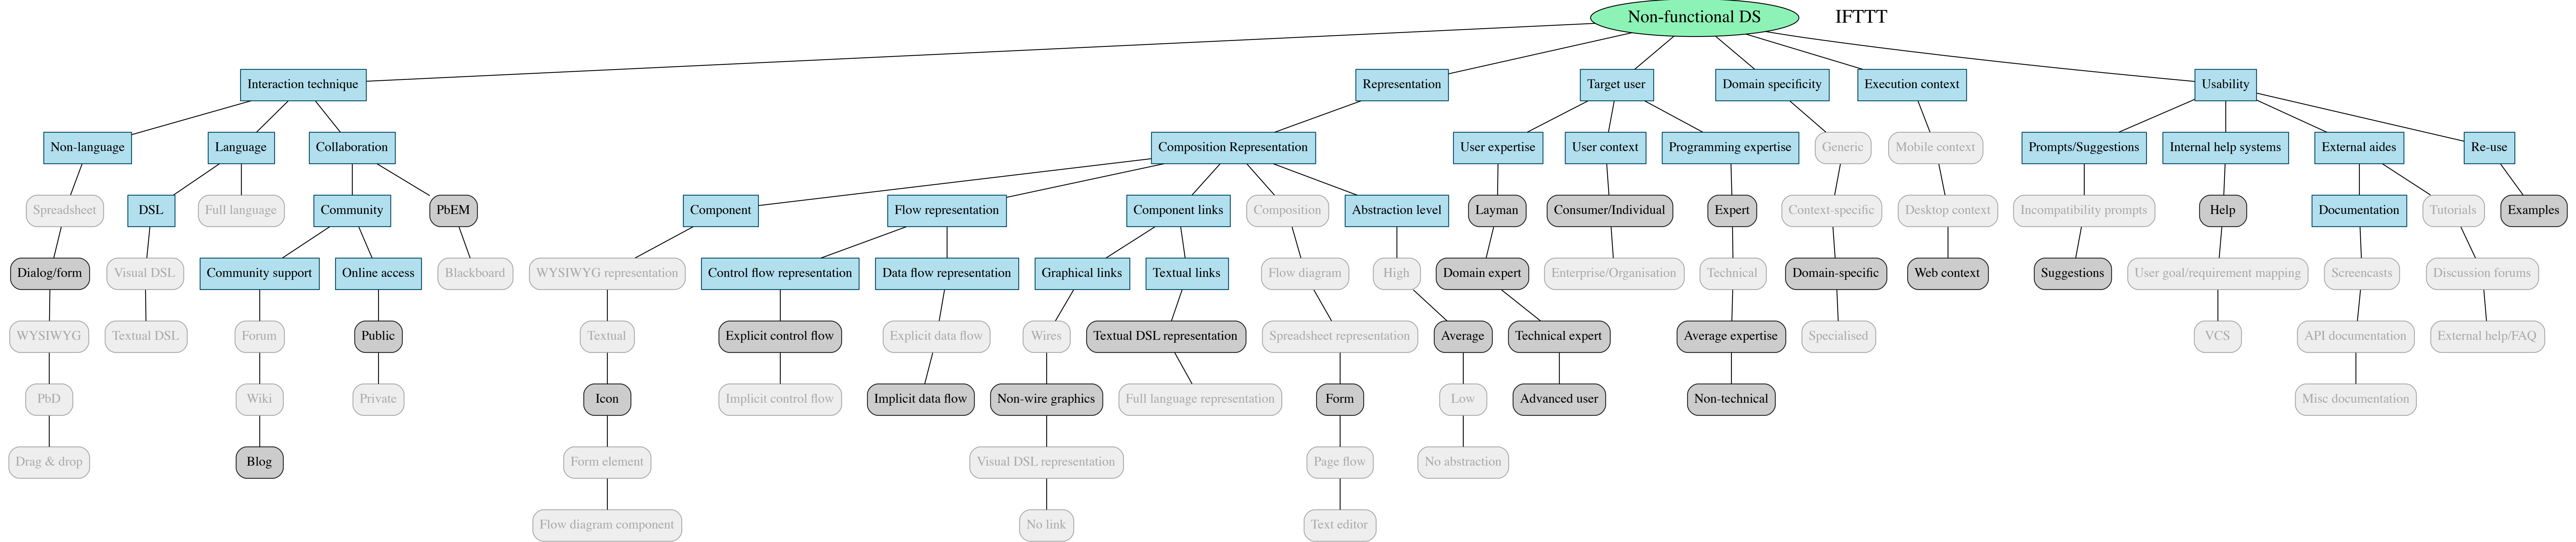 Non-functional DS
IFTTT
Interaction technique
Representation
Target user
Domain specificity
Execution context
Usability
Non-language
Language
Collaboration
Composition Representation
User expertise
User context
Programming expertise
Generic
Mobile context
Prompts/Suggestions
Internal help systems
External aides
Re-use
Spreadsheet
DSL
Full language
Community
PbEM
Component
Flow representation
Component links
Composition
Abstraction level
Layman
Consumer/Individual
Expert
Context-specific
Desktop context
Incompatibility prompts
Help
Documentation
Tutorials
Examples
Dialog/form
Visual DSL
Community support
Online access
Blackboard
WYSIWYG representation
Control flow representation
Data flow representation
Graphical links
Textual links
Flow diagram
High
Domain expert
Enterprise/Organisation
Technical
Domain-specific
Web context
Suggestions
User goal/requirement mapping
Screencasts
Discussion forums
WYSIWYG
Textual DSL
Forum
Public
Textual
Explicit control flow
Explicit data flow
Wires
Textual DSL representation
Spreadsheet representation
Average
Technical expert
Average expertise
Specialised
VCS
API documentation
External help/FAQ
PbD
Wiki
Private
Icon
Implicit control flow
Implicit data flow
Non-wire graphics
Full language representation
Form
Low
Advanced user
Non-technical
Misc documentation
Drag & drop
Blog
Form element
Visual DSL representation
Page flow
No abstraction
Flow diagram component
No link
Text editor